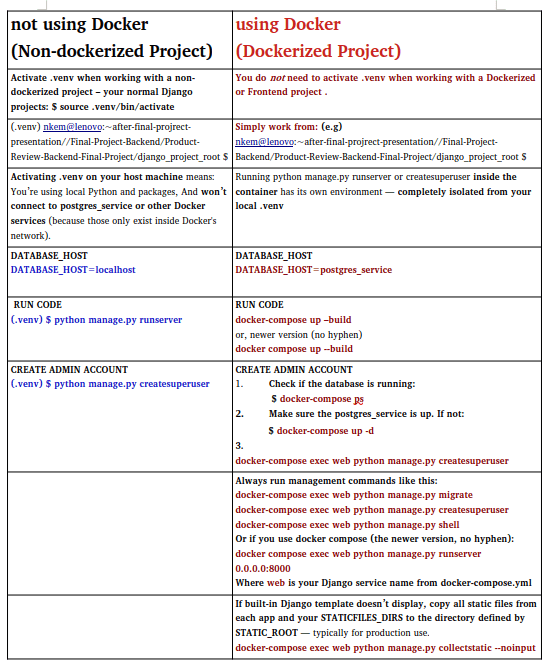 not using Docker
(Non-dockerized Project)
using Docker
(Dockerized Project)
Activate .venv when working with a non-
dockerized project – your normal Django
projects: $ source .venv/bin/activate
You do not need to activate .venv when working with a Dockerized
or Frontend project .
(.venv) nkem@lenovo:~after-final-projrect-
presentation//Final-Project-Backend/Product-
Review-Backend-Final-Project/django_project_root $
Simply work from: (e.g)
nkem@lenovo:~after-final-projrect-presentation//Final-Project-
Backend/Product-Review-Backend-Final-Project/django_project_root $
Activating .venv on your host machine means:
You're using local Python and packages, And won't
connect to postgres_service or other Docker
services (because those only exist inside Docker's
network).
Running python manage.py runserver or createsuperuser inside the
container has its own environment — completely isolated from your
local .venv
DATABASE_HOST
DATABASE_HOST=localhost
DATABASE_HOST
DATABASE_HOST=postgres_service
RUN CODE
(.venv) $ python manage.py runserver
RUN CODE
docker-compose up –build
or, newer version (no hyphen)
docker compose up --build
CREATE ADMIN ACCOUNT
(.venv) $ python manage.py createsuperuser
CREATE ADMIN ACCOUNT
1. Check if the database is running:
$ docker-compose ps
2. Make sure the postgres_service is up. If not:
$ docker-compose up -d
3.
docker-compose exec web python manage.py createsuperuser
Always run management commands like this:
docker-compose exec web python manage.py migrate
docker-compose exec web python manage.py createsuperuser
docker-compose exec web python manage.py shell
Or if you use docker compose (the newer version, no hyphen):
docker compose exec web python manage.py runserver
0.0.0.0:8000
Where web is your Django service name from docker-compose.yml
If built-in Django template doesn't display, copy all static files from
each app and your STATICFILES_DIRS to the directory defined by
STATIC_ROOT — typically for production use.
docker-compose exec web python manage.py collectstatic --noinput